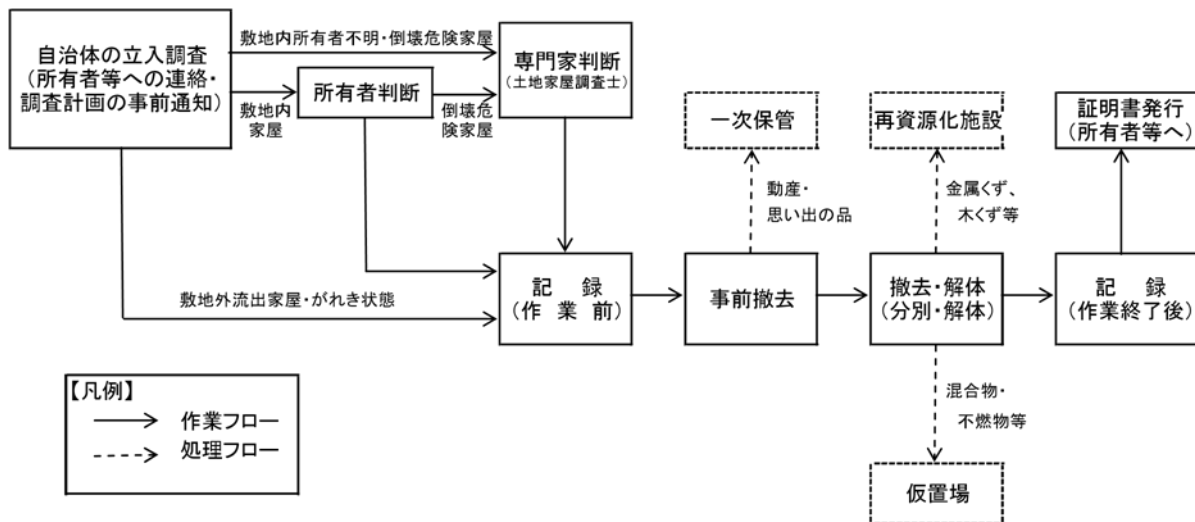 自治体の立入調査
(所有者等への連絡・
調査計画の事前通知)
敷地内所有者不明・倒壊危険家屋
敷地内
家屋
所有者判断
倒壊危
険家屋
専門家判断
(土地家屋調査士)
敷地外流出家屋・がれき状態
記　録
(作 業 前)
事前撤去
動産・
思い出の品
一次保管
撤去・解体
(分別・解体)
金属くず、
木くず等
再資源化施設
混合物・
不燃物等
仮置場
記　録
(作業終了後)
証明書発行
(所有者等へ)
【凡例】
作業フロー
処理フロー